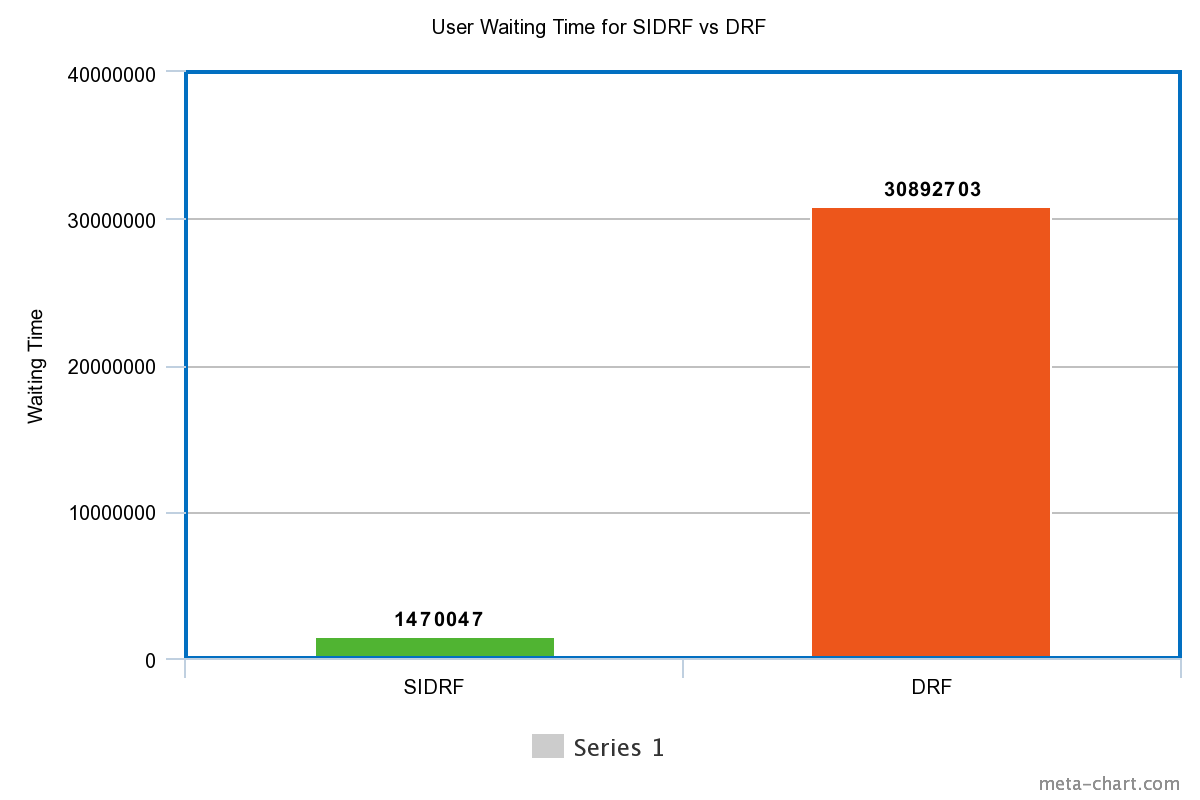 User Waiting Time for SIDRF vs DRF
40000000
30000000
20000000
10000000
0
Waiting Time
1470047
30892703
SIDRF
DRF
Series 1
meta-chart.com